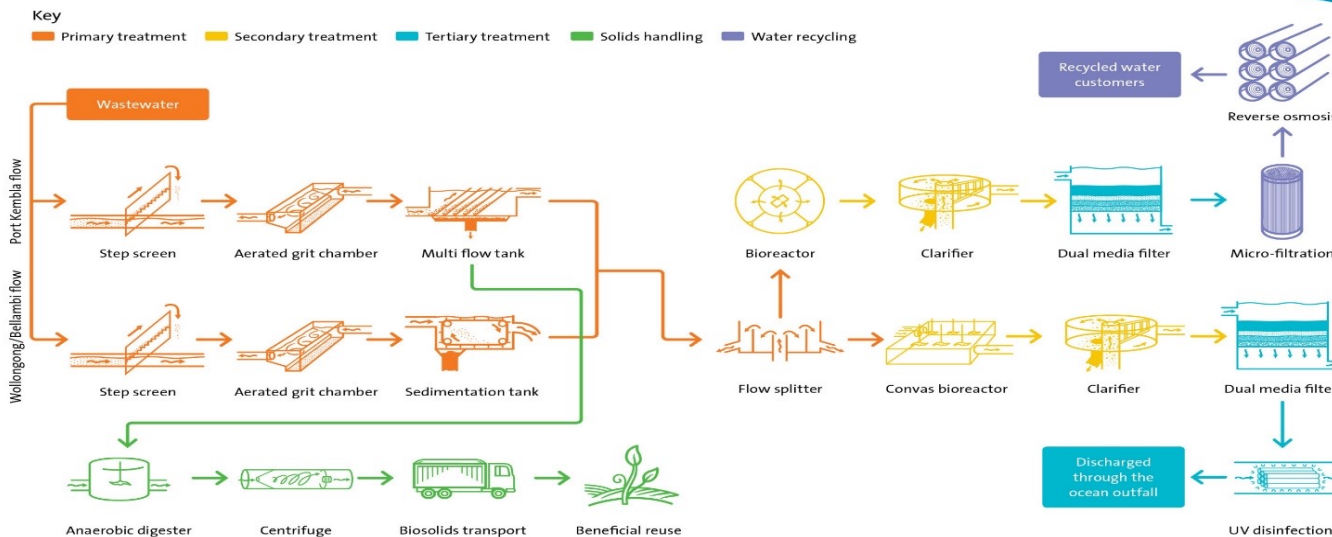 Key
Primary treatment
Secondary treatment
Tertiary treatment
Solids handling
Water recycling
Recycled water
customers
Reverse osmosis
Wastewater
Port Kembla flow
Step screen
Aerated grit chamber
Multi flow tank
Bioreactor
Clarifier
Dual media filter
Micro-filtration
Wollongong/Bellambi flow
Step screen
Aerated grit chamber
Sedimentation tank
Flow splitter
Convas bioreactor
Clarifier
Dual media filter
Discharged
through the
ocean outfall
Anaerobic digester
Centrifuge
Biosolids transport
Beneficial reuse
UV disinfection